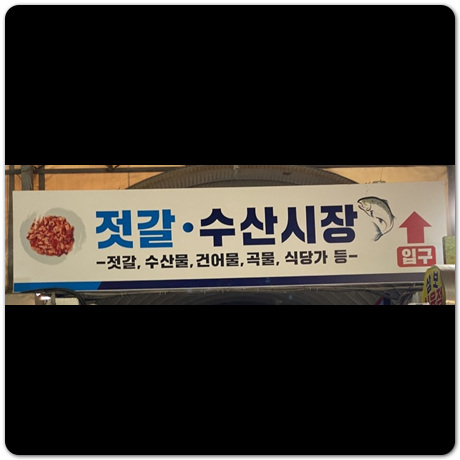 젓갈·수산시장
-젓갈, 수산물, 건어물, 곡물, 식당가 등-
입구